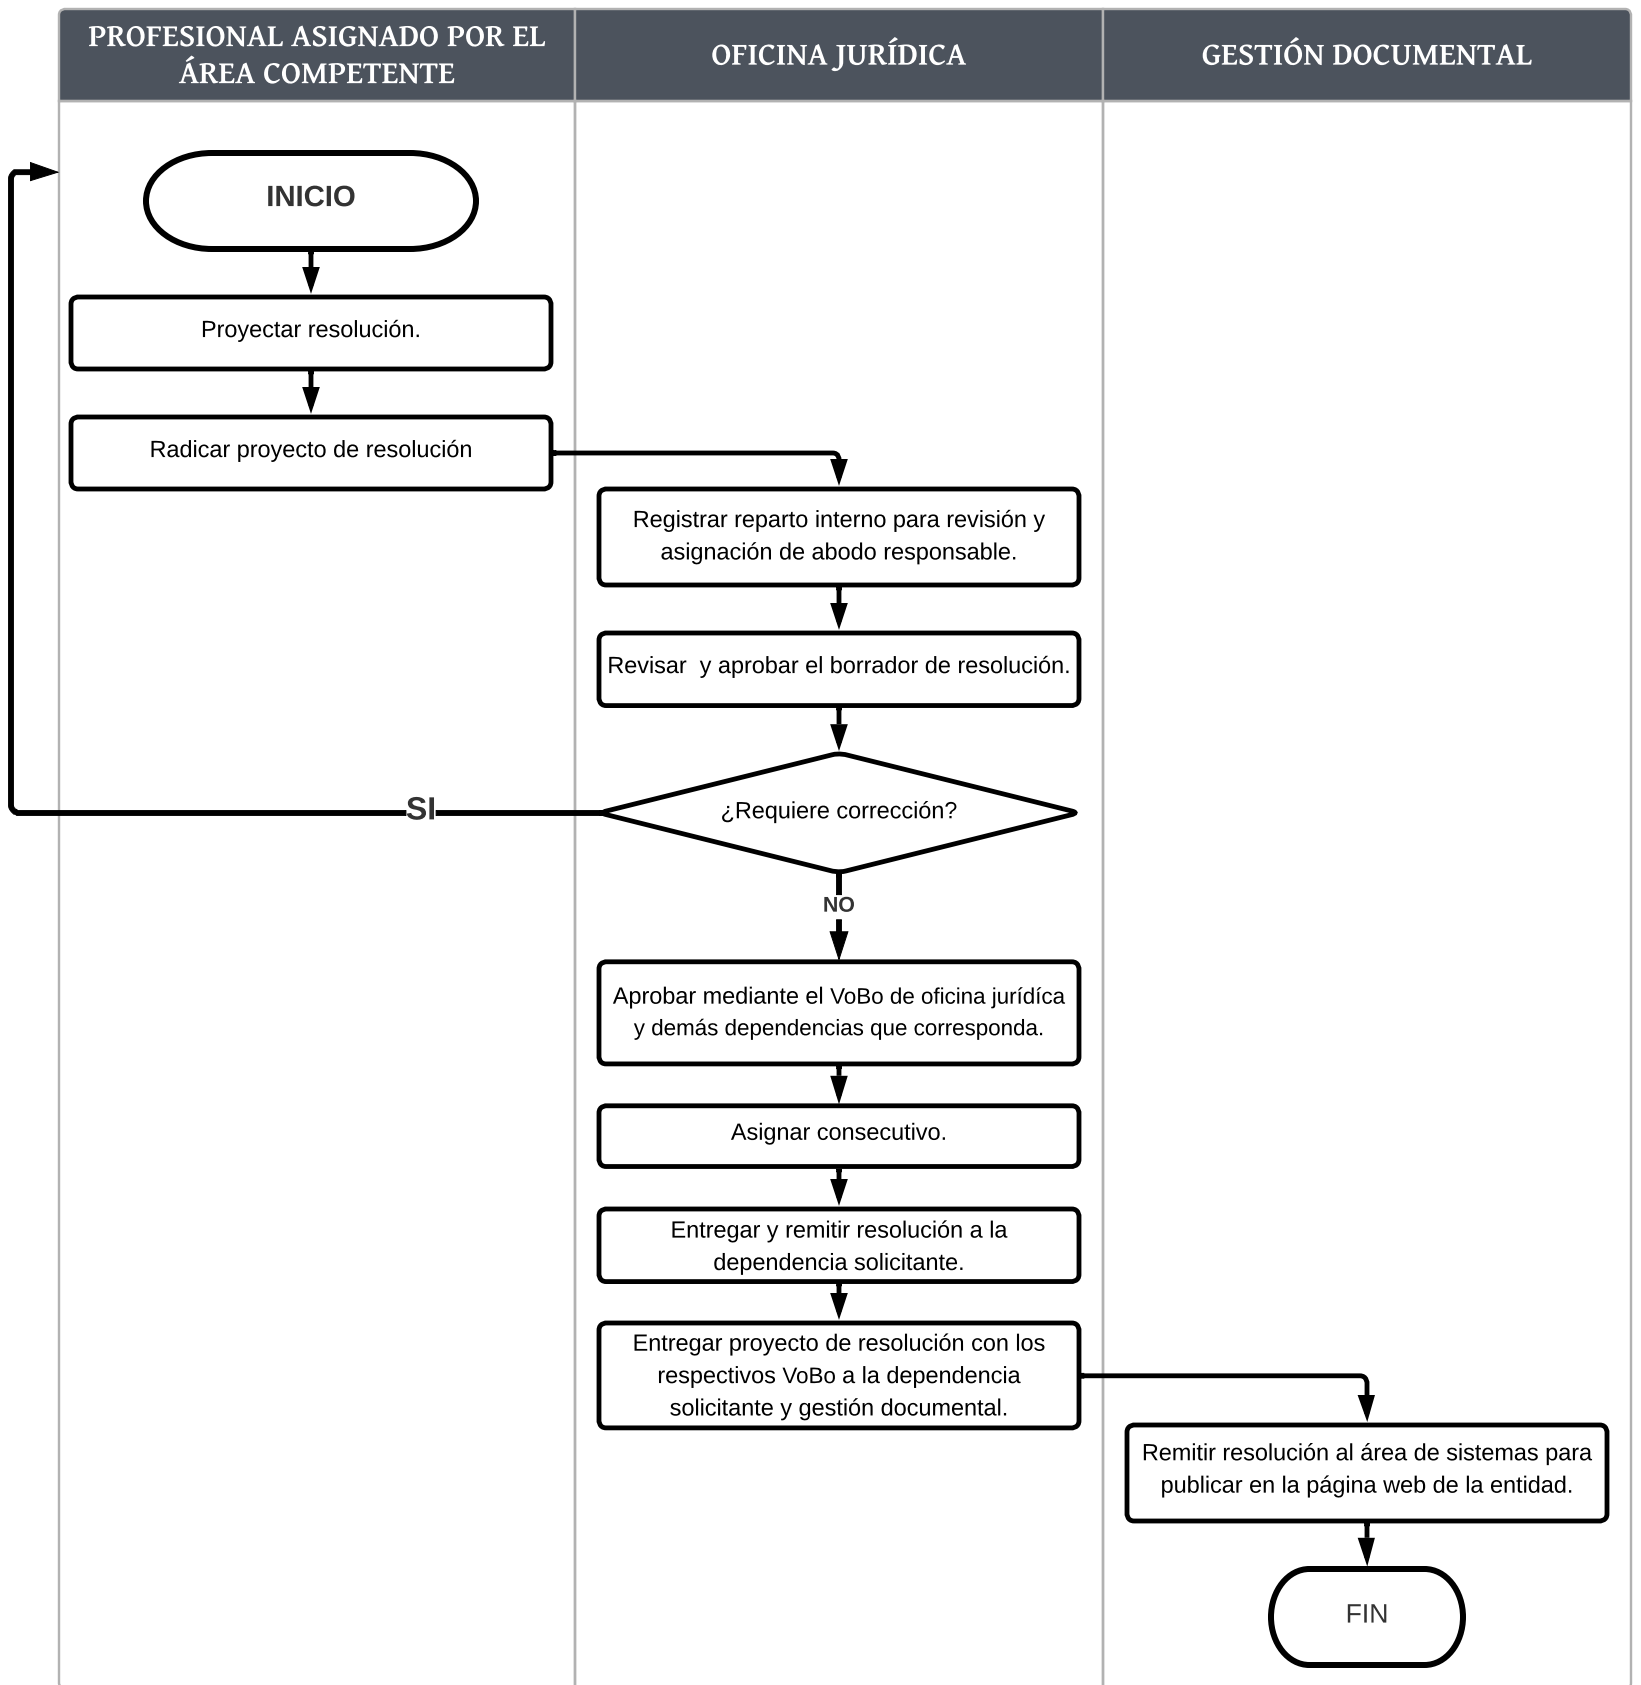 PROFESIONAL ASIGNADO POR EL
ÁREA COMPETENTE
OFICINA JURÍDICA
GESTIÓN DOCUMENTAL
INICIO
Proyectar resolución.
Radicar proyecto de resolución
Registrar reparto interno para revisión y
asignación de abodo responsable.
Revisar  y aprobar el borrador de resolución.
¿Requiere corrección?
SI
NO
Aprobar mediante el VoBo de oficina jurídíca
y demás dependencias que corresponda.
Asignar consecutivo.
Entregar y remitir resolución a la
dependencia solicitante.
Entregar proyecto de resolución con los
respectivos VoBo a la dependencia
solicitante y gestión documental.
Remitir resolución al área de sistemas para
publicar en la página web de la entidad.
FIN